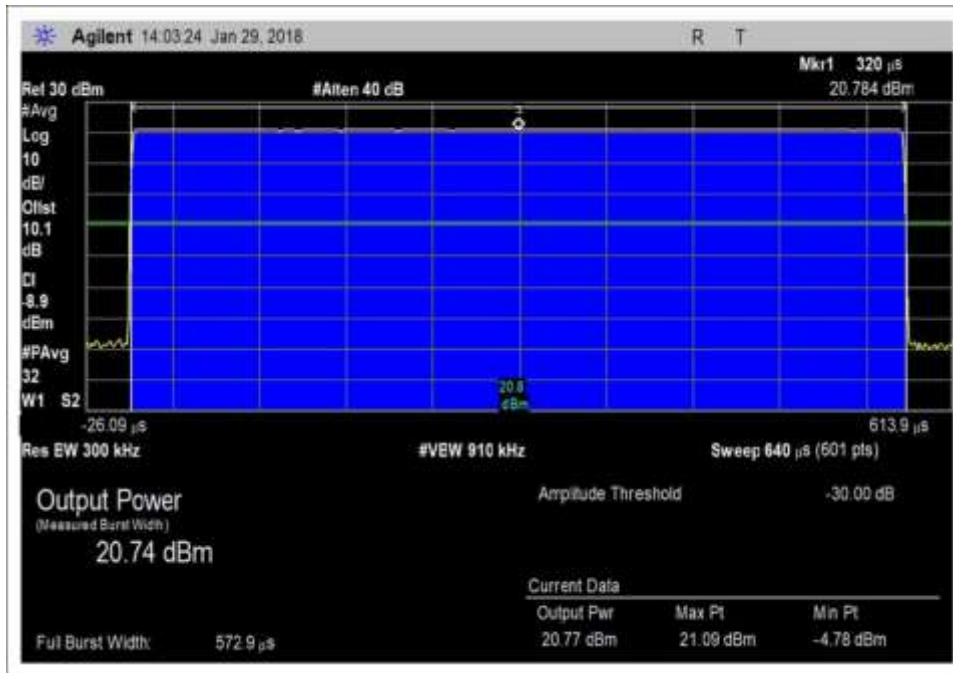 Agilent 14:03:24 Jan 29, 2018 R T
Mkr1 320 µs
Ref 30 dBm #Atten 40 dB 20.784 dBm
#Avg
Log
10
dB/
Offst
10.1
dB
DI
-8.9
dBm
#PAvg
32
W1 S2
20.8
dBm
-26.09 µs 613.9 µs
Res BW 300 kHz #VBW 910 kHz Sweep 640 µs (601 pts)
Output Power
(Measured Burst Width)
20.74 dBm
Amplitude Threshold -30.00 dB
Current Data
Output Pwr Max Pt Min Pt
20.77 dBm 21.09 dBm -4.78 dBm
Full Burst Width: 572.9 µs